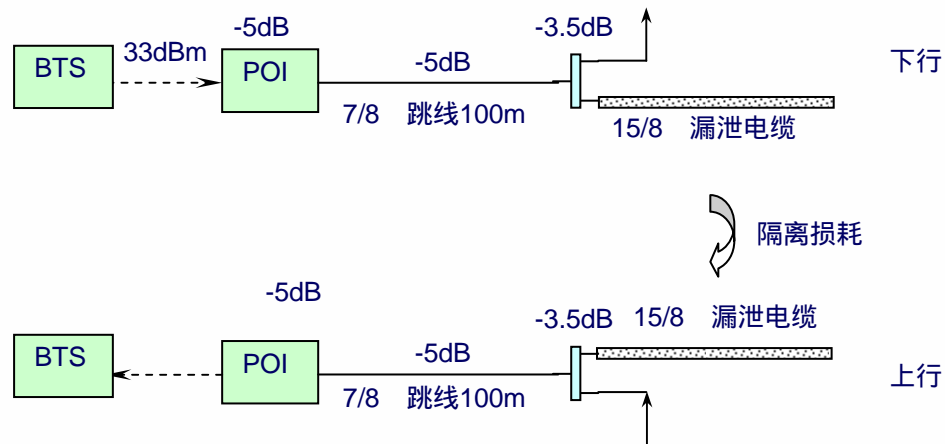 -5dB
-3.5dB
BTS
33dBm
POI
-5dB
下行
7/8 跳线100m
15/8 漏泄电缆
隔离损耗
-5dB
-3.5dB
15/8 漏泄电缆
BTS
POI
-5dB
上行
7/8 跳线100m